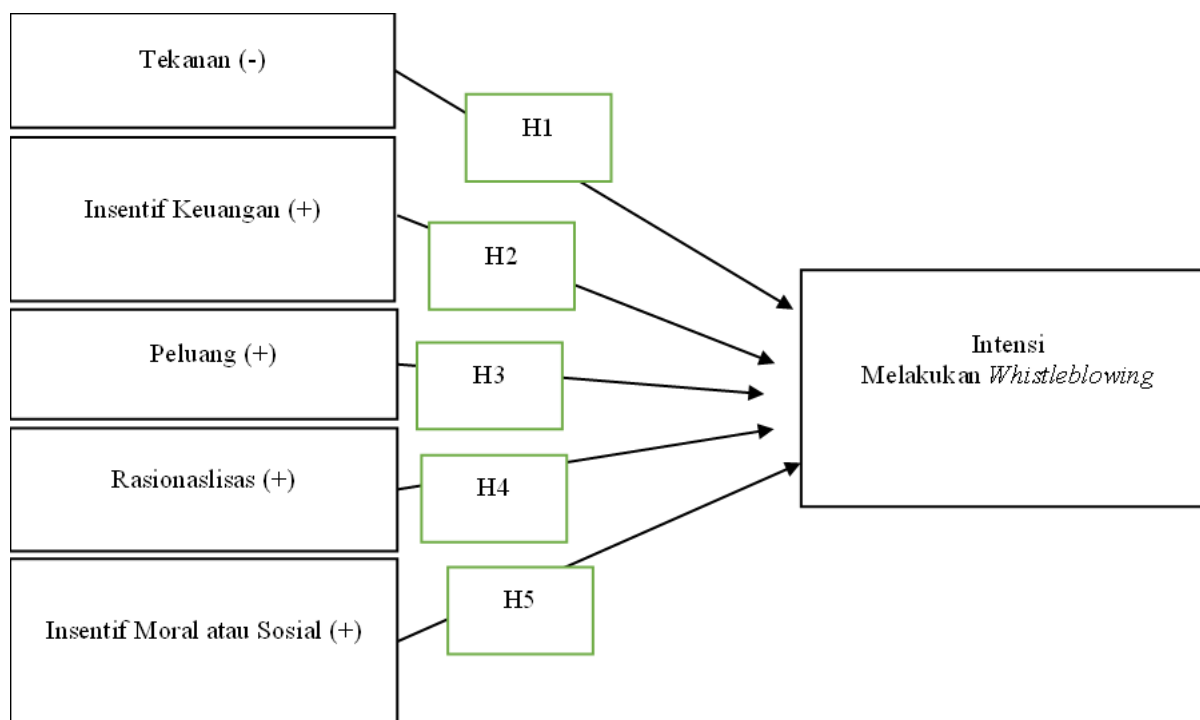 Tekanan (-)
H1
Insentif Keuangan (+)
H2
Peluang (+)
H3
Rasionaslisas (+)
H4
Insentif Moral atau Sosial (+)
H5
Intensi
Melakukan Whistleblowing